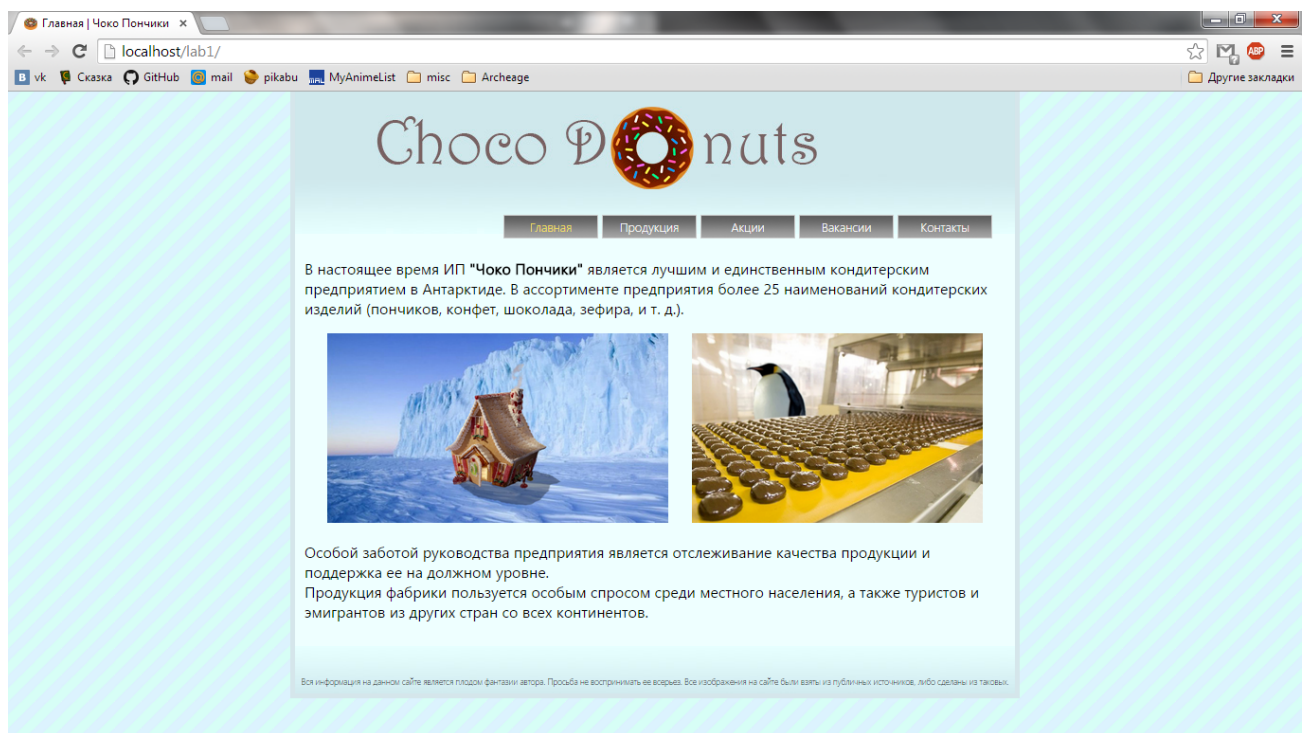 Главная | Чоко Пончики
localhost/lab1/
vk Сказка GitHub mail pikabu MyAnimeList misc Archeage Другие закладки
Choco Donuts
Главная Продукция Акции Вакансии Контакты
В настоящее время ИП "Чоко Пончики" является лучшим и единственным кондитерским
предприятием в Антарктиде. В ассортименте предприятия более 25 наименований кондитерских
изделий (пончиков, конфет, шоколада, зефира, и т. д.).
Особой заботой руководства предприятия является отслеживание качества продукции и
поддержка ее на должном уровне.
Продукция фабрики пользуется особым спросом среди местного населения, а также туристов и
эмигрантов из других стран со всех континентов.
Вся информация на данном сайте является плодом фантазии автора. Просьба не воспринимать ее всерьез. Все изображения на сайте были взяты из публичных источников, либо сделаны из таковых.